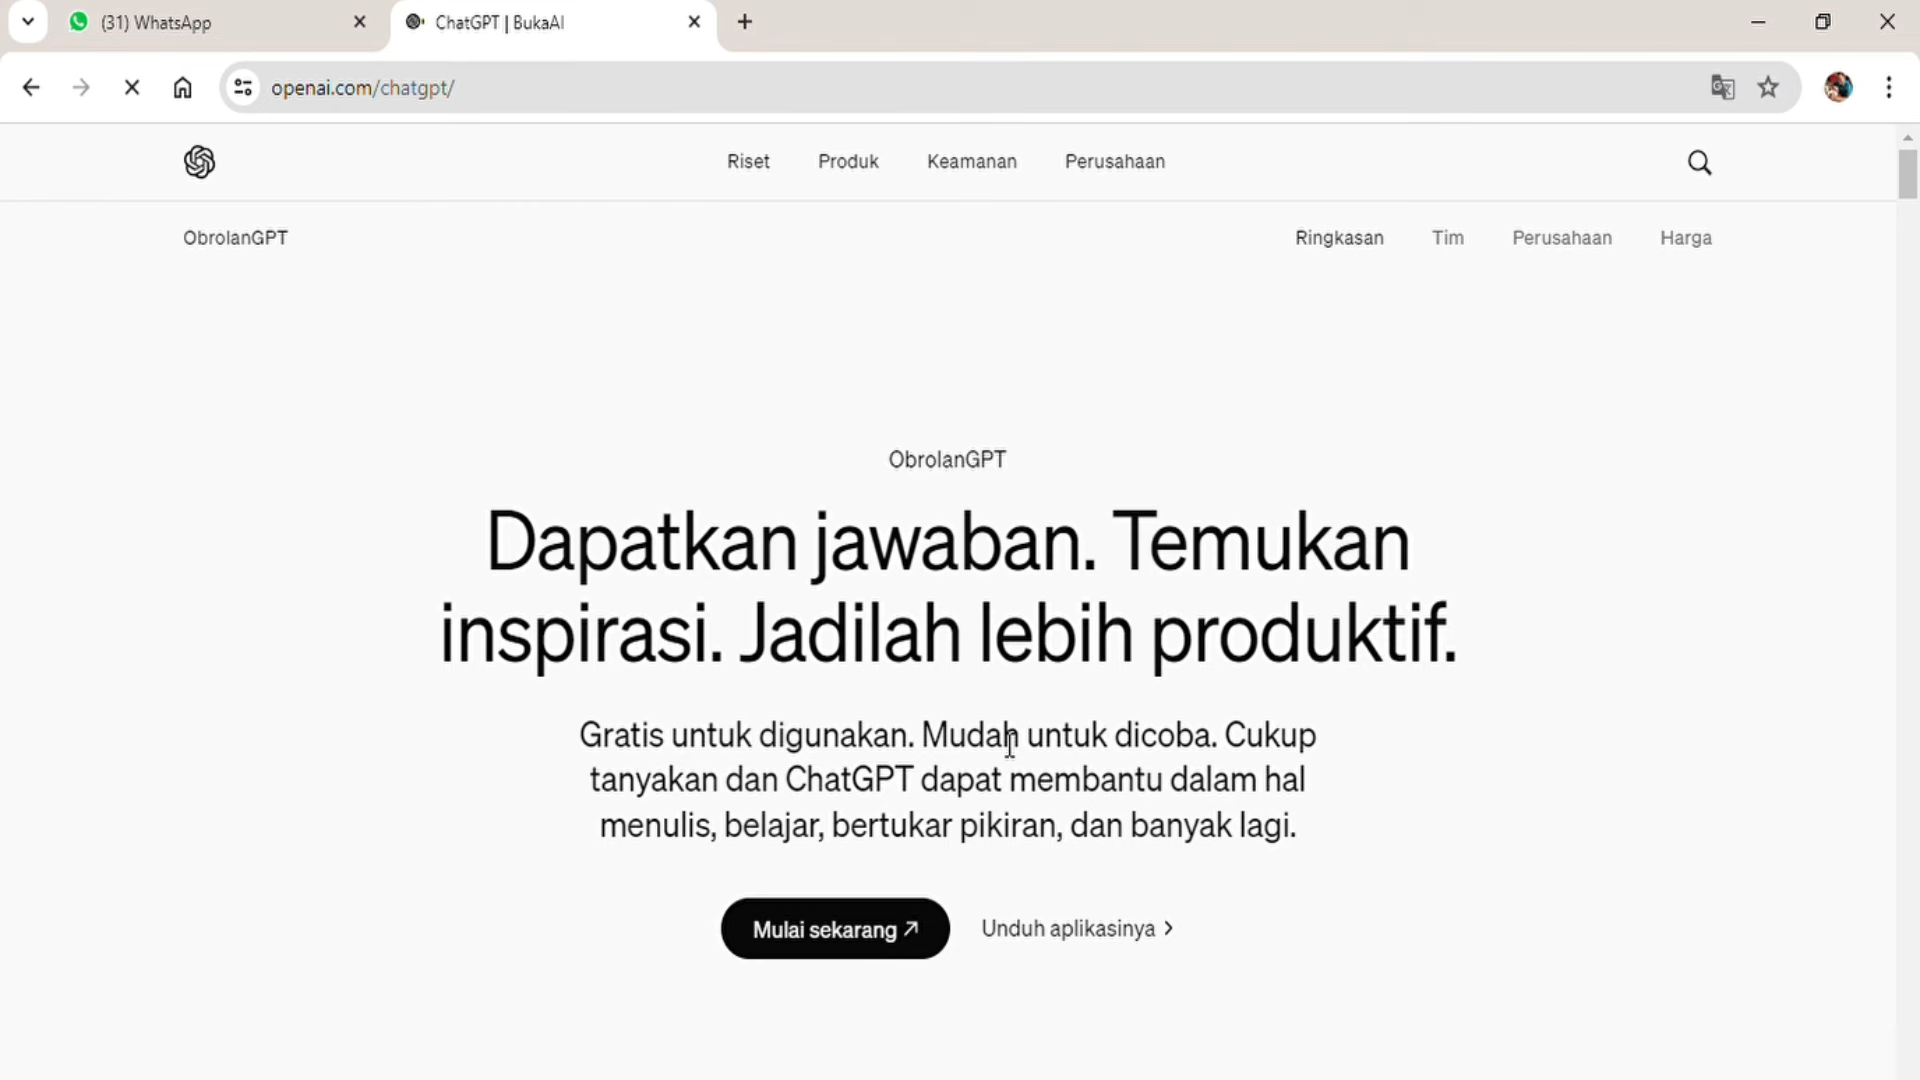 (31) WhatsApp
ChatGPT | BukaAI
openai.com/chatgpt/
Riset
Produk
Keamanan
Perusahaan
ObrolanGPT
Ringkasan
Tim
Perusahaan
Harga
ObrolanGPT
Dapatkan jawaban. Temukan
inspirasi. Jadilah lebih produktif.
Gratis untuk digunakan. Mudah untuk dicoba. Cukup
tanyakan dan ChatGPT dapat membantu dalam hal
menulis, belajar, bertukar pikiran, dan banyak lagi.
Mulai sekarang
Unduh aplikasinya